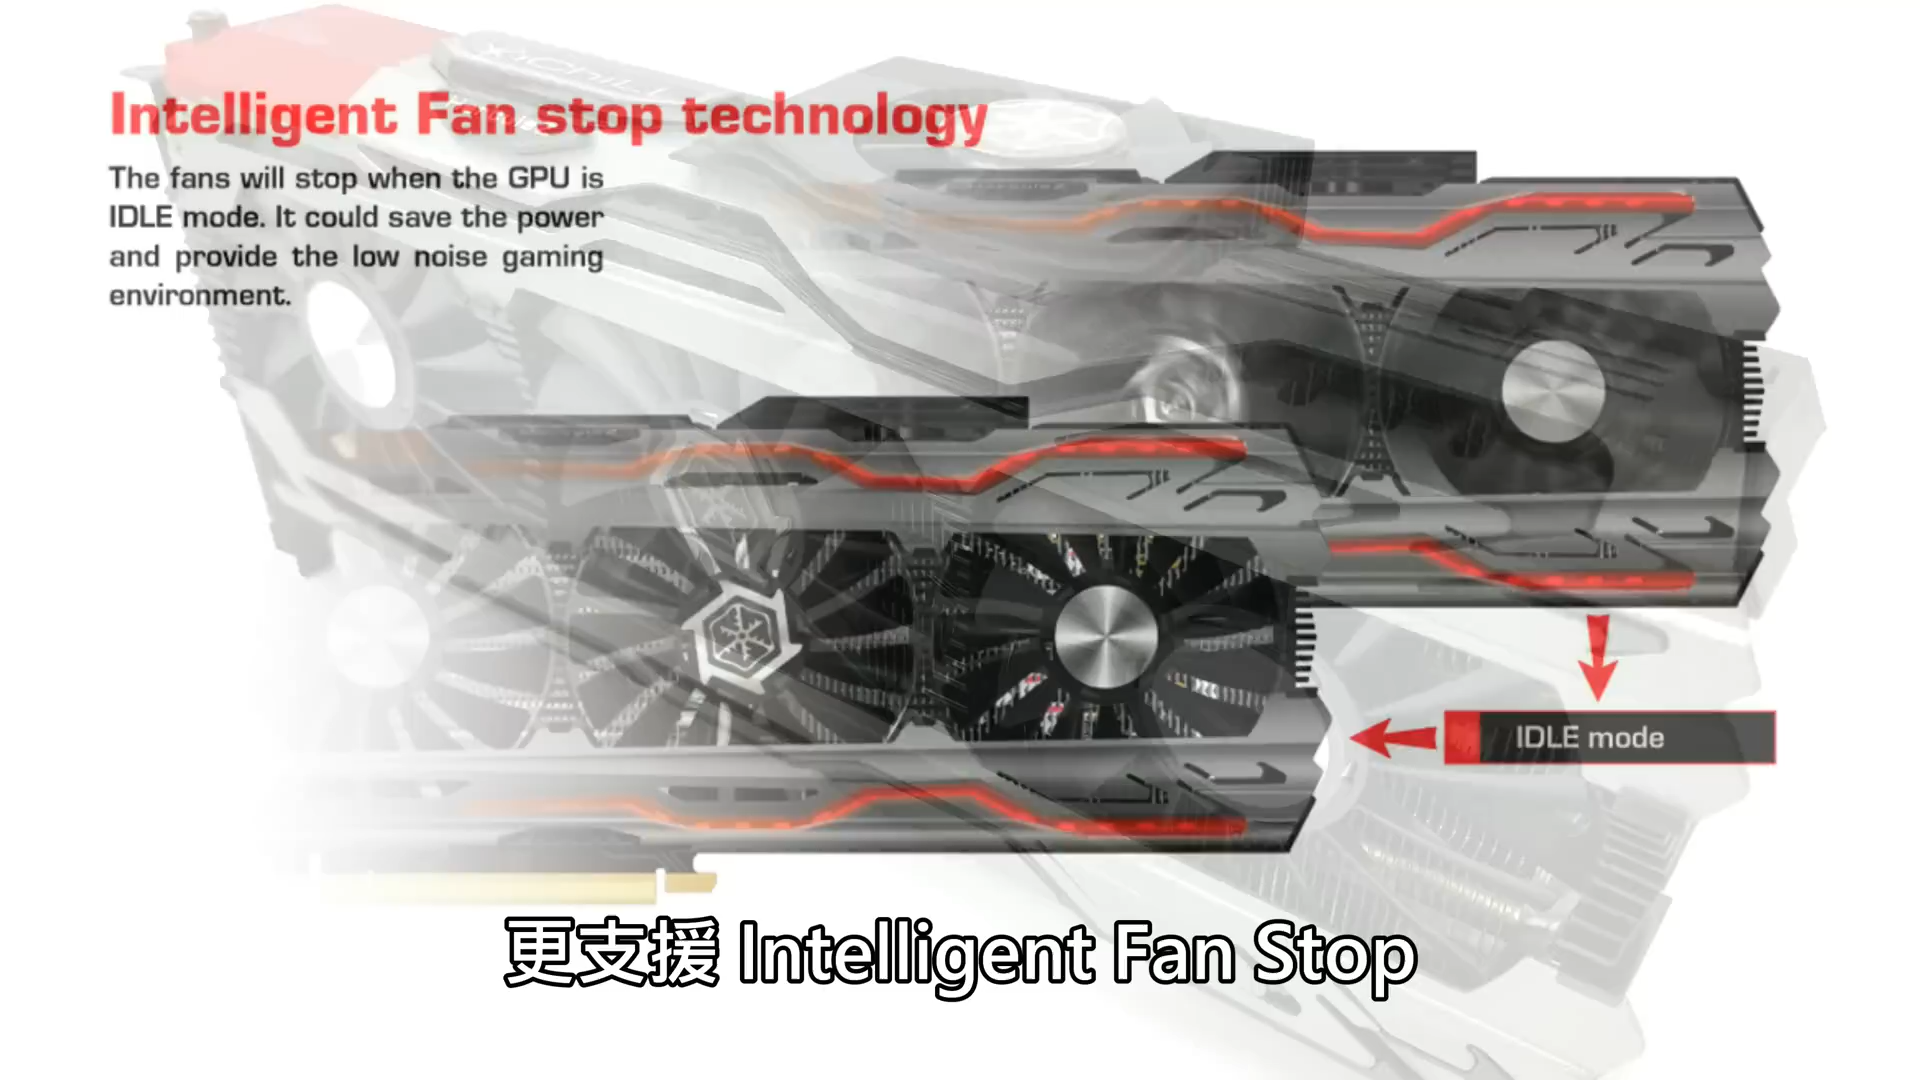 Intelligent Fan stop technology
The fans will stop when the GPU is
IDLE mode. It could save the power
and provide the low noise gaming
environment.
IDLE mode
更支援 Intelligent Fan Stop